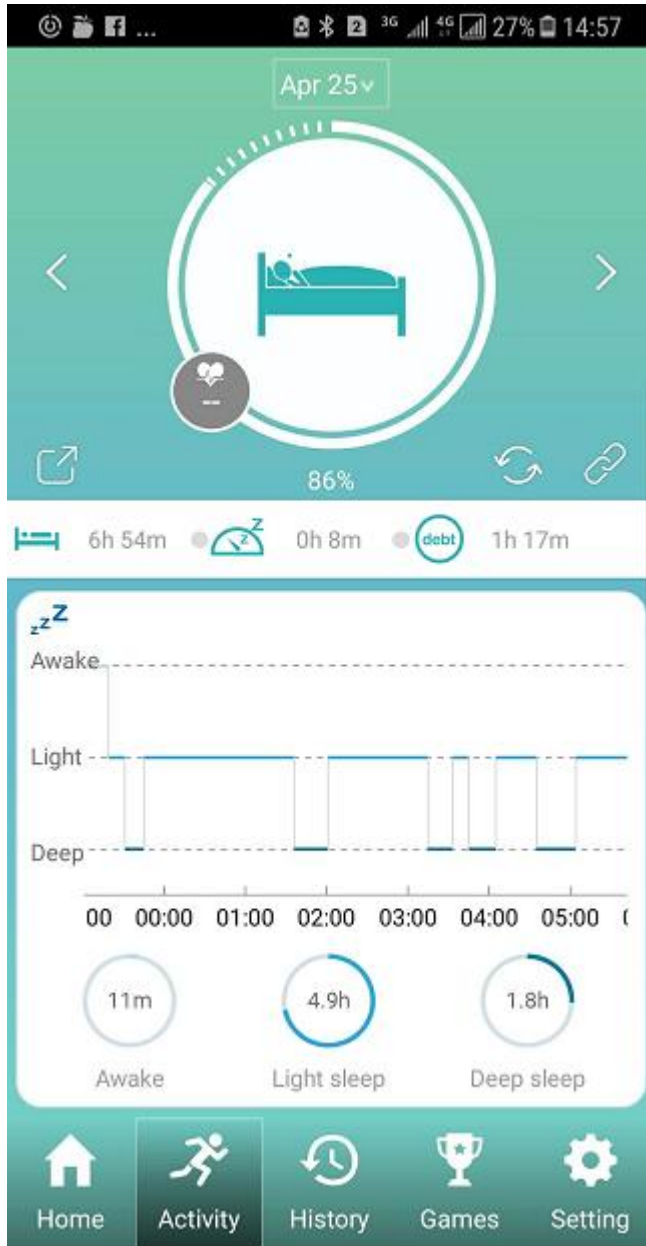 ... 2 3G 4G 27% 14:57
Apr 25
--
86%
6h 54m z Z 0h 8m debt 1h 17m
z z Z
Awake
Light
Deep
00 00:00 01:00 02:00 03:00 04:00 05:00
11m 4.9h 1.8h
Awake Light sleep Deep sleep
Home Activity History Games Setting